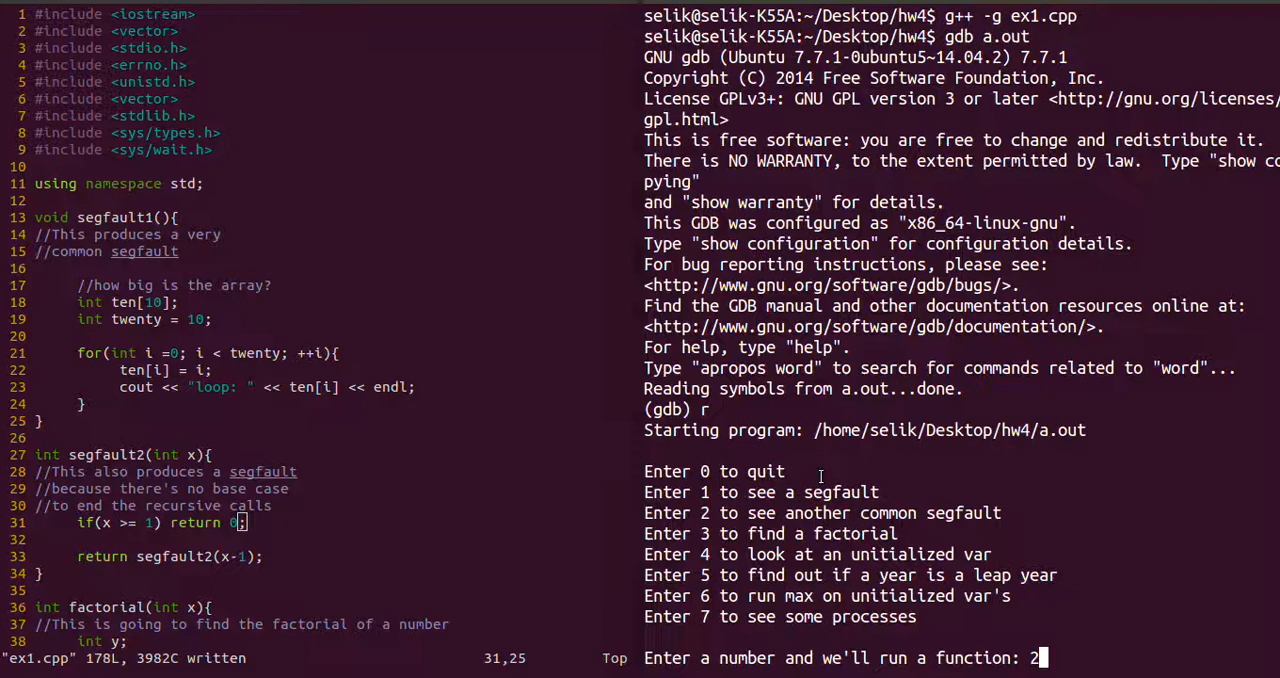 1 #include <iostream>
2 #include <vector>
3 #include <stdio.h>
4 #include <errno.h>
5 #include <unistd.h>
6 #include <vector>
7 #include <stdlib.h>
8 #include <sys/types.h>
9 #include <sys/wait.h>
10
11 using namespace std;
12
13 void segfault1(){
14 //This produces a very
15 //common segfault
16
17 //how big is the array?
18 int ten[10];
19 int twenty = 10;
20
21 for(int i =0; i < twenty; ++i){
22 ten[i] = i;
23 cout << "loop: " << ten[i] << endl;
24 }
25 }
26
27 int segfault2(int x){
28 //This also produces a segfault
29 //because there's no base case
30 //to end the recursive calls
31 if(x >= 1) return 0;
32
33 return segfault2(x-1);
34 }
35
36 int factorial(int x){
37 //This is going to find the factorial of a number
38 int y;
"ex1.cpp" 178L, 3982C written 31,25 Top
selik@selik-K55A:~/Desktop/hw4$ g++ -g ex1.cpp
selik@selik-K55A:~/Desktop/hw4$ gdb a.out
GNU gdb (Ubuntu 7.7.1-0ubuntu5~14.04.2) 7.7.1
Copyright (C) 2014 Free Software Foundation, Inc.
License GPLv3+: GNU GPL version 3 or later <http://gnu.org/licenses/
gpl.html>
This is free software: you are free to change and redistribute it.
There is NO WARRANTY, to the extent permitted by law.  Type "show co
pying"
and "show warranty" for details.
This GDB was configured as "x86_64-linux-gnu".
Type "show configuration" for configuration details.
For bug reporting instructions, please see:
<http://www.gnu.org/software/gdb/bugs/>.
Find the GDB manual and other documentation resources online at:
<http://www.gnu.org/software/gdb/documentation/>.
For help, type "help".
Type "apropos word" to search for commands related to "word"...
Reading symbols from a.out...done.
(gdb) r
Starting program: /home/selik/Desktop/hw4/a.out
Enter 0 to quit
Enter 1 to see a segfault
Enter 2 to see another common segfault
Enter 3 to find a factorial
Enter 4 to look at an unitialized var
Enter 5 to find out if a year is a leap year
Enter 6 to run max on unitialized var's
Enter 7 to see some processes
Enter a number and we'll run a function: 2